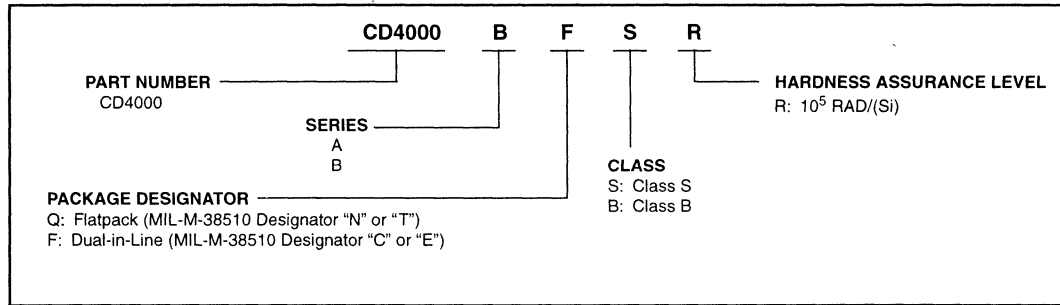 CD4000 B F S R
PART NUMBER
CD4000
HARDNESS ASSURANCE LEVEL
R: 10⁵ RAD/(Si)
SERIES
A
B
CLASS
S: Class S
B: Class B
PACKAGE DESIGNATOR
Q: Flatpack (MIL-M-38510 Designator “N” or “T”)
F: Dual-in-Line (MIL-M-38510 Designator “C” or “E”)